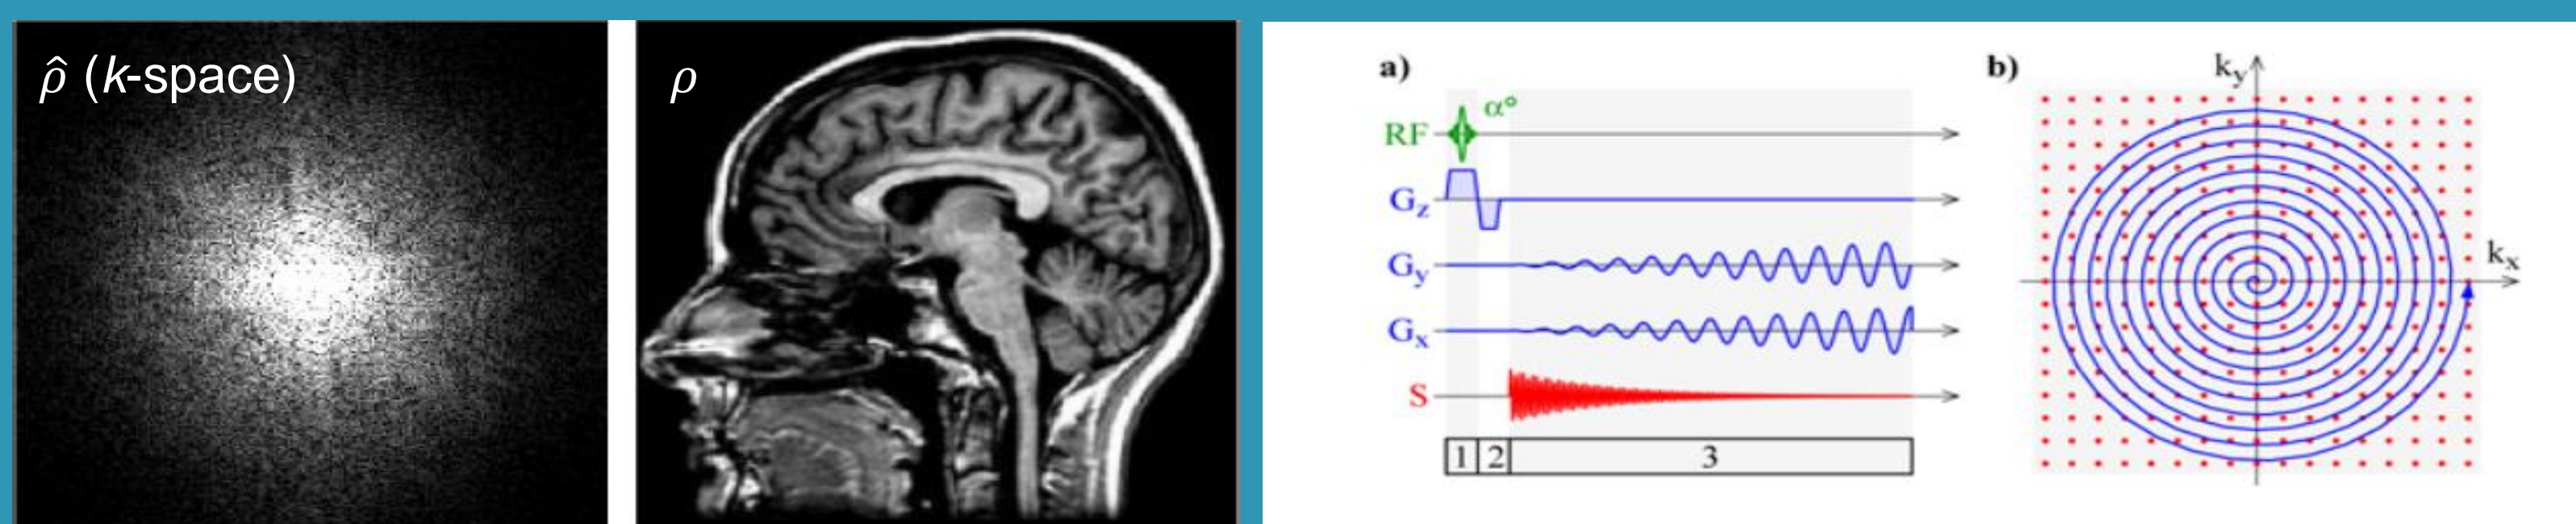 ρ̂ (k-space)
ρ
a)
RF
α°
Gz
Gy
Gx
S
1 2 3
b)
ky
kx